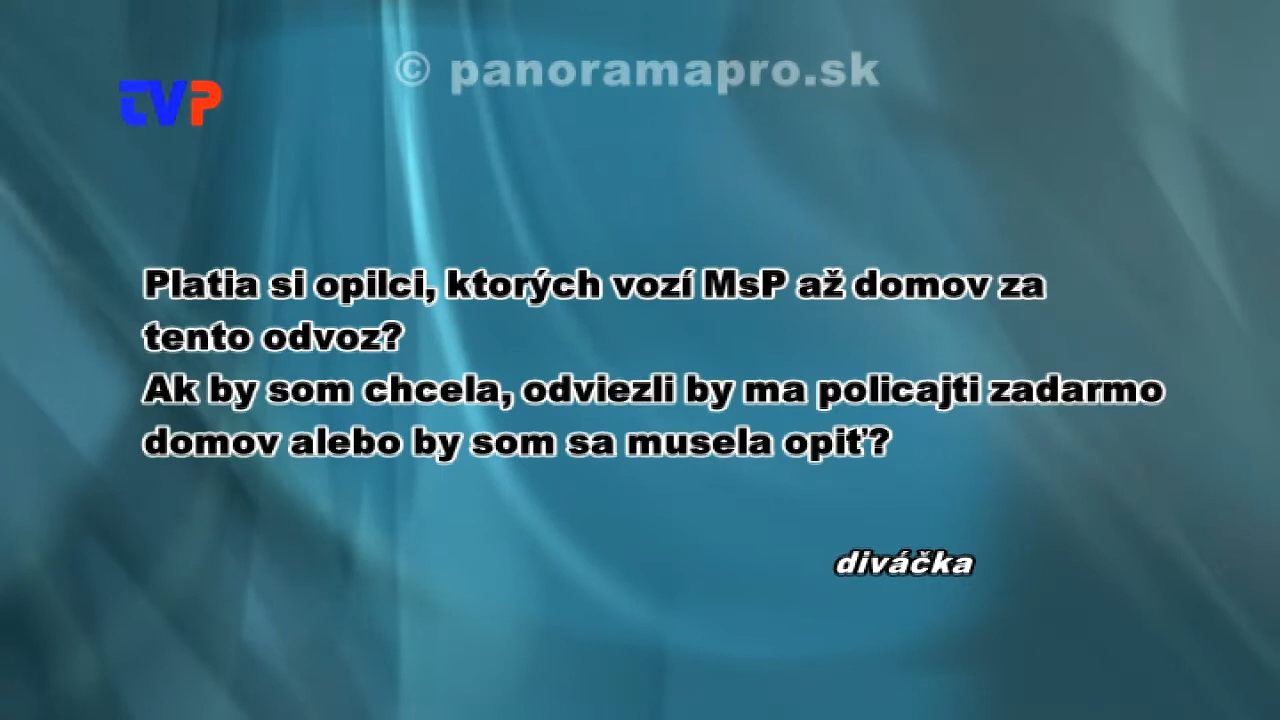 © panoramapro.sk
TVP
Platia si opilci, ktorých vozí MsP až domov za
tento odvoz?
Ak by som chcela, odviezli by ma policajti zadarmo
domov alebo by som sa musela opiť?
diváčka